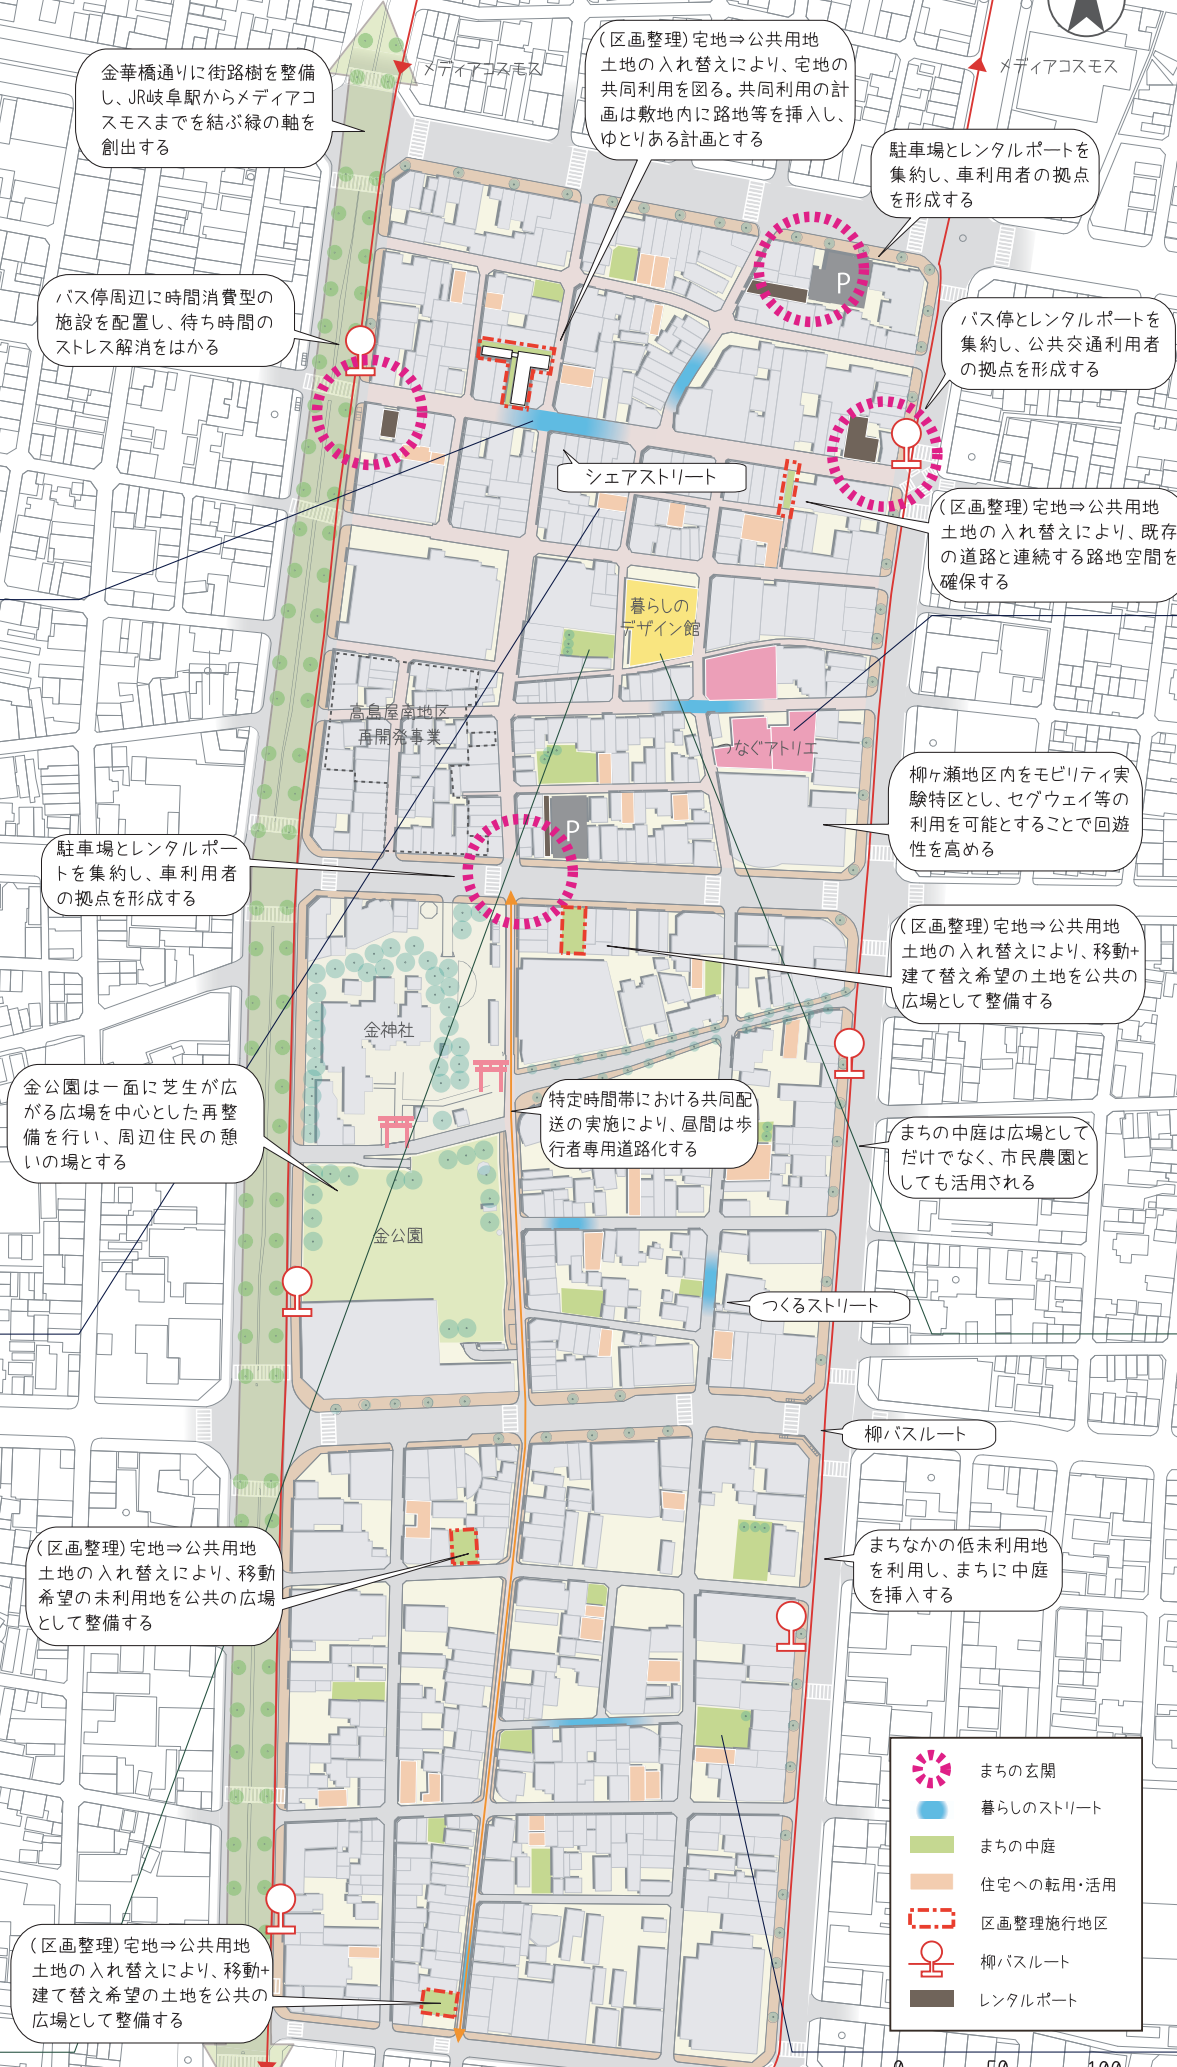 メディアコスモス
メディアコスモス
金華橋通りに街路樹を整備
し、JR岐阜駅からメディアコ
スモスまでを結ぶ緑の軸を
創出する
(区画整理)宅地⇒公共用地
土地の入れ替えにより、宅地の
共同利用を図る。共同利用の計
画は敷地内に路地等を挿入し、
ゆとりある計画とする
駐車場とレンタルポートを
集約し、車利用者の拠点
を形成する
P
バス停周辺に時間消費型の
施設を配置し、待ち時間の
ストレス解消をはかる
バス停とレンタルポートを
集約し、公共交通利用者
の拠点を形成する
シェアストリート
(区画整理)宅地⇒公共用地
土地の入れ替えにより、既存
の道路と連続する路地空間を
確保する
暮らしの
デザイン館
高島屋南地区
再開発事業
つなぐアトリエ
柳ヶ瀬地区内をモビリティ実
験特区とし、セグウェイ等の
利用を可能とすることで回遊
性を高める
P
駐車場とレンタルポー
トを集約し、車利用者
の拠点を形成する
(区画整理)宅地⇒公共用地
土地の入れ替えにより、移動+
建て替え希望の土地を公共の
広場として整備する
金神社
金公園は一面に芝生が広
がる広場を中心とした再整
備を行い、周辺住民の憩
いの場とする
特定時間帯における共同配
送の実施により、昼間は歩
行者専用道路化する
まちの中庭は広場として
だけでなく、市民農園と
しても活用される
金公園
つくるストリート
柳バスルート
(区画整理)宅地⇒公共用地
土地の入れ替えにより、移動
希望の未利用地を公共の広場
として整備する
まちなかの低未利用地
を利用し、まちに中庭
を挿入する
(区画整理)宅地⇒公共用地
土地の入れ替えにより、移動+
建て替え希望の土地を公共の
広場として整備する
まちの玄関
暮らしのストリート
まちの中庭
住宅への転用・活用
区画整理施行地区
柳バスルート
レンタルポート
0 50 100